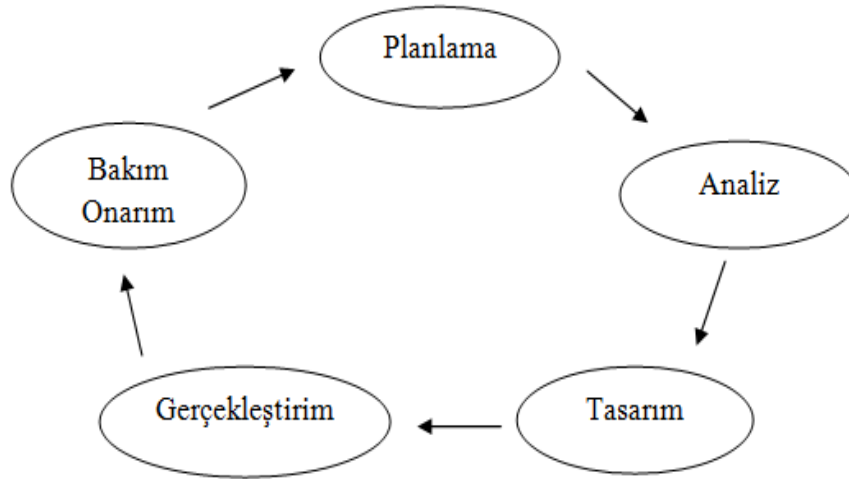 Planlama
Analiz
Tasarım
Gerçekleştirim
Bakım
Onarım